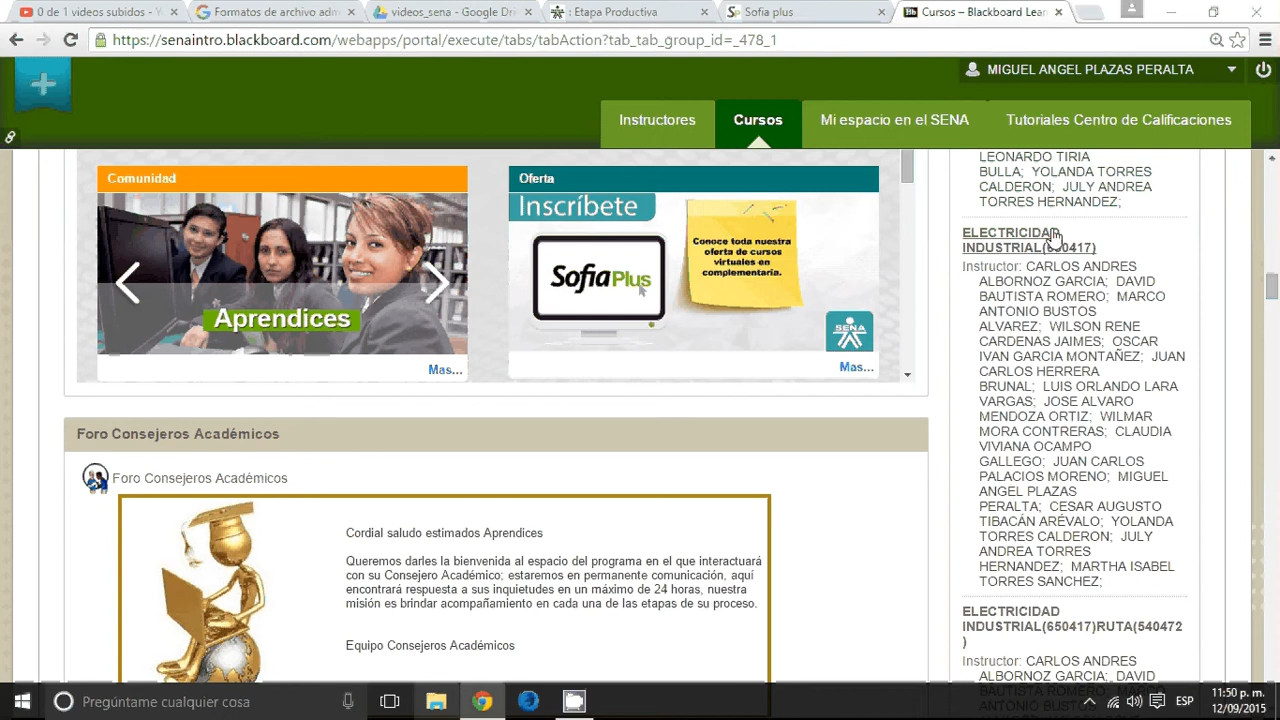 0 de 1 videos subidos - Y
Formatos de archivo adm
videos_sena - Google Dri
: Etapa Productiva
Sofia plus
Cursos – Blackboard Lear
https://senaintro.blackboard.com/webapps/portal/execute/tabs/tabAction?tab_tab_group_id=_478_1
MIGUEL ANGEL PLAZAS PERALTA
Instructores
Cursos
Mi espacio en el SENA
Tutoriales Centro de Calificaciones
Comunidad
Aprendices
Mas...
Oferta
Inscríbete
SofiaPlus
Conoce toda nuestra
oferta de cursos
virtuales en
complementaria.
SENA
Mas...
Foro Consejeros Académicos
Foro Consejeros Académicos
Cordial saludo estimados Aprendices
Queremos darles la bienvenida al espacio del programa en el que interactuará
con su Consejero Académico; estaremos en permanente comunicación, aquí
encontrará respuesta a sus inquietudes en un máximo de 24 horas, nuestra
misión es brindar acompañamiento en cada una de las etapas de su proceso.
Equipo Consejeros Académicos
LEONARDO TIRIA
BULLA; YOLANDA TORRES
CALDERON; JULY ANDREA
TORRES HERNANDEZ;
ELECTRICIDAD
INDUSTRIAL(650417)
Instructor: CARLOS ANDRES
ALBORNOZ GARCIA; DAVID
BAUTISTA ROMERO; MARCO
ANTONIO BUSTOS
ALVAREZ; WILSON RENE
CARDENAS JAIMES; OSCAR
IVAN GARCIA MONTAÑEZ; JUAN
CARLOS HERRERA
BRUNAL; LUIS ORLANDO LARA
VARGAS; JOSE ALVARO
MENDOZA ORTIZ; WILMAR
MORA CONTRERAS; CLAUDIA
VIVIANA OCAMPO
GALLEGO; JUAN CARLOS
PALACIOS MORENO; MIGUEL
ANGEL PLAZAS
PERALTA; CESAR AUGUSTO
TIBACÁN ARÉVALO; YOLANDA
TORRES CALDERON; JULY
ANDREA TORRES
HERNANDEZ; MARTHA ISABEL
TORRES SANCHEZ;
ELECTRICIDAD
INDUSTRIAL(650417)RUTA(540472
)
Instructor: CARLOS ANDRES
ALBORNOZ GARCIA; DAVID
BAUTISTA ROMERO; MARCO
ANTONIO BUSTOS
Pregúntame cualquier cosa
ESP
11:50 p. m.
12/09/2015